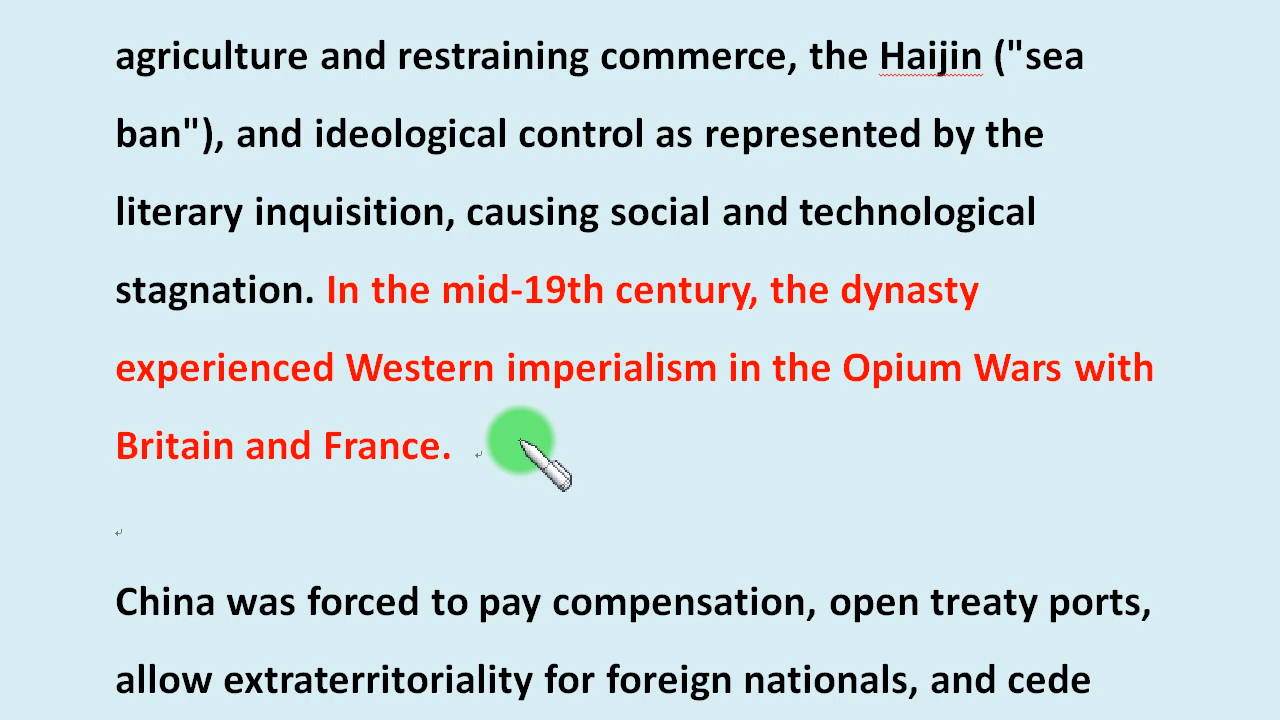 agriculture and restraining commerce, the Haijin ("sea
ban"), and ideological control as represented by the
literary inquisition, causing social and technological
stagnation. In the mid-19th century, the dynasty
experienced Western imperialism in the Opium Wars with
Britain and France.
China was forced to pay compensation, open treaty ports,
allow extraterritoriality for foreign nationals, and cede